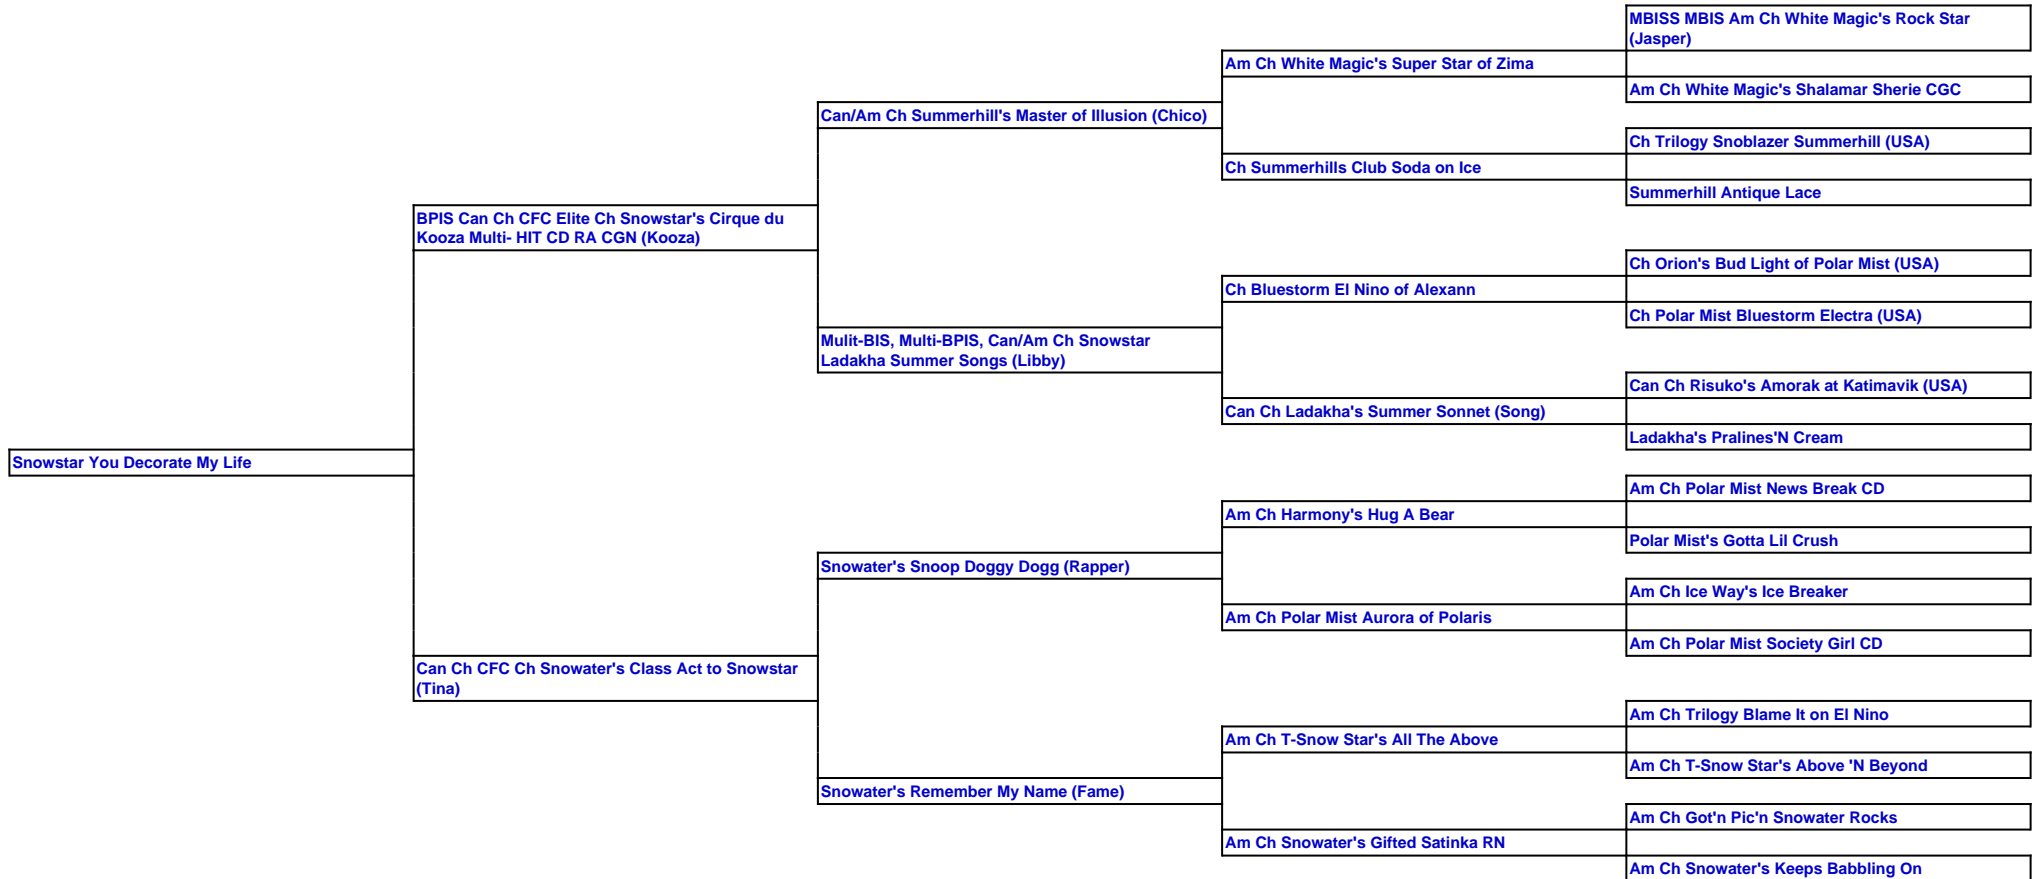 MBISS MBIS Am Ch White Magic's Rock Star
(Jasper)
Am Ch White Magic's Super Star of Zima
Am Ch White Magic's Shalamar Sherie CGC
Can/Am Ch Summerhill's Master of Illusion (Chico)
Ch Trilogy Snoblazer Summerhill (USA)
Ch Summerhills Club Soda on Ice
Summerhill Antique Lace
BPIS Can Ch CFC Elite Ch Snowstar's Cirque du
Kooza Multi- HIT CD RA CGN (Kooza)
Ch Orion's Bud Light of Polar Mist (USA)
Ch Bluestorm El Nino of Alexann
Ch Polar Mist Bluestorm Electra (USA)
Mulit-BIS, Multi-BPIS, Can/Am Ch Snowstar
Ladakha Summer Songs (Libby)
Can Ch Risuko's Amorak at Katimavik (USA)
Can Ch Ladakha's Summer Sonnet (Song)
Ladakha's Pralines'N Cream
Snowstar You Decorate My Life
Am Ch Polar Mist News Break CD
Am Ch Harmony's Hug A Bear
Polar Mist's Gotta Lil Crush
Snowater's Snoop Doggy Dogg (Rapper)
Am Ch Ice Way's Ice Breaker
Am Ch Polar Mist Aurora of Polaris
Am Ch Polar Mist Society Girl CD
Can Ch CFC Ch Snowater's Class Act to Snowstar
(Tina)
Am Ch Trilogy Blame It on El Nino
Am Ch T-Snow Star's All The Above
Am Ch T-Snow Star's Above 'N Beyond
Snowater's Remember My Name (Fame)
Am Ch Got'n Pic'n Snowater Rocks
Am Ch Snowater's Gifted Satinka RN
Am Ch Snowater's Keeps Babbling On